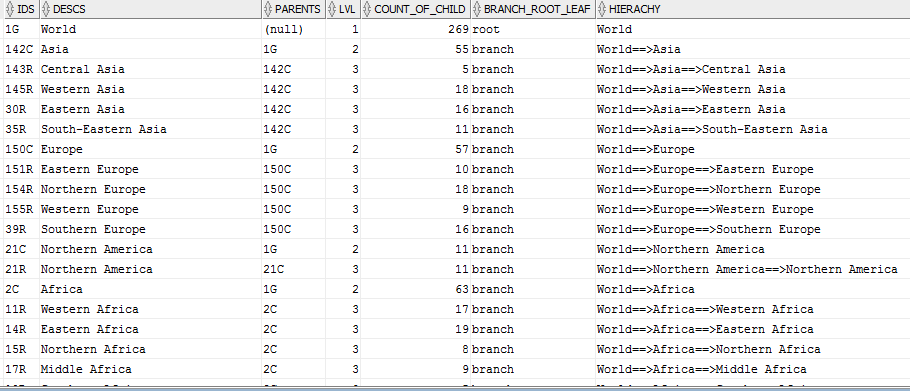 IDS DESCS PARENTS LVL COUNT_OF_CHILD BRANCH_ROOT_LEAF HIERACHY
1G World (null) 1 269 root World
142C Asia 1G 2 55 branch World==>Asia
143R Central Asia 142C 3 5 branch World==>Asia==>Central Asia
145R Western Asia 142C 3 18 branch World==>Asia==>Western Asia
30R Eastern Asia 142C 3 16 branch World==>Asia==>Eastern Asia
35R South-Eastern Asia 142C 3 11 branch World==>Asia==>South-Eastern Asia
150C Europe 1G 2 57 branch World==>Europe
151R Eastern Europe 150C 3 10 branch World==>Europe==>Eastern Europe
154R Northern Europe 150C 3 18 branch World==>Europe==>Northern Europe
155R Western Europe 150C 3 9 branch World==>Europe==>Western Europe
39R Southern Europe 150C 3 16 branch World==>Europe==>Southern Europe
21C Northern America 1G 2 11 branch World==>Northern America
21R Northern America 21C 3 11 branch World==>Northern America==>Northern America
2C Africa 1G 2 63 branch World==>Africa
11R Western Africa 2C 3 17 branch World==>Africa==>Western Africa
14R Eastern Africa 2C 3 19 branch World==>Africa==>Eastern Africa
15R Northern Africa 2C 3 8 branch World==>Africa==>Northern Africa
17R Middle Africa 2C 3 9 branch World==>Africa==>Middle Africa